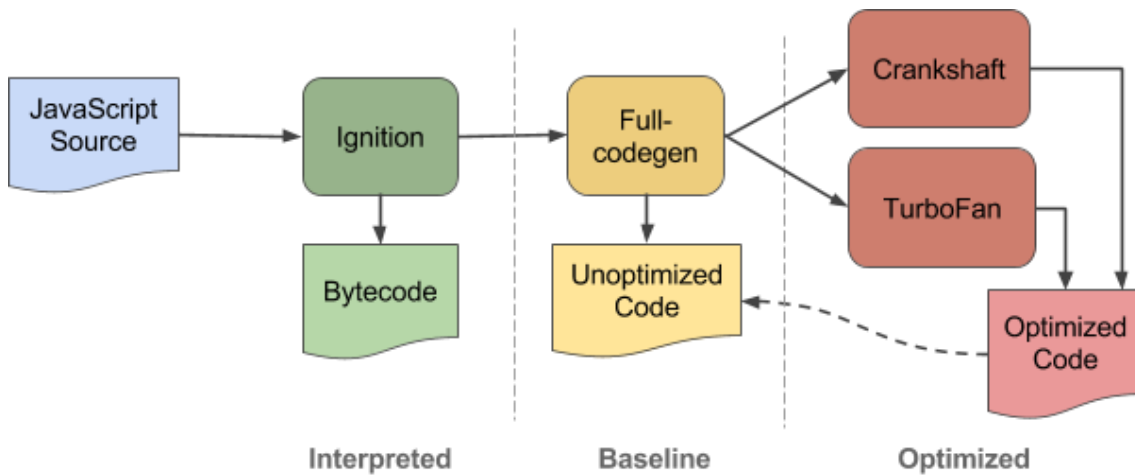 JavaScript
Source
Ignition
Bytecode
Full-
codegen
Unoptimized
Code
Crankshaft
TurboFan
Optimized
Code
Interpreted
Baseline
Optimized